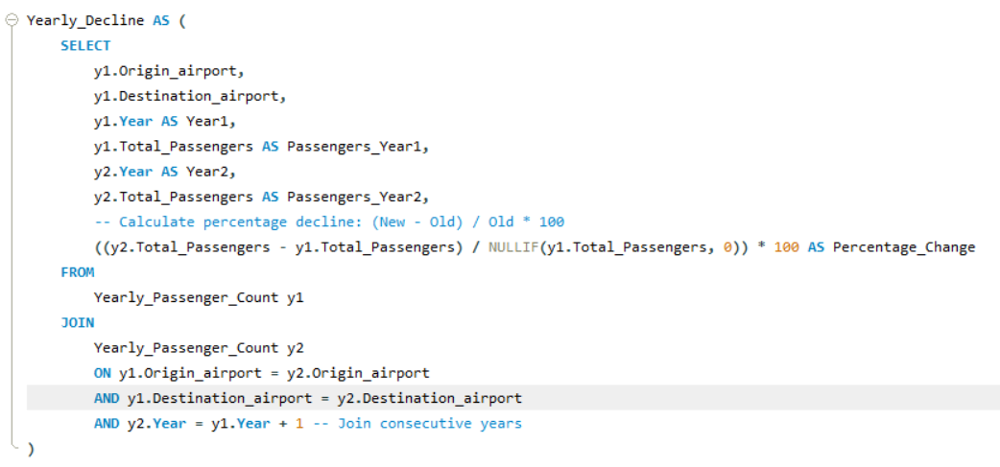 Yearly_Decline AS (
SELECT
y1.Origin_airport,
y1.Destination_airport,
y1.Year AS Year1,
y1.Total_Passengers AS Passengers_Year1,
y2.Year AS Year2,
y2.Total_Passengers AS Passengers_Year2,
-- Calculate percentage decline: (New - Old) / Old * 100
((y2.Total_Passengers - y1.Total_Passengers) / NULLIF(y1.Total_Passengers, 0)) * 100 AS Percentage_Change
FROM
Yearly_Passenger_Count y1
JOIN
Yearly_Passenger_Count y2
ON y1.Origin_airport = y2.Origin_airport
AND y1.Destination_airport = y2.Destination_airport
AND y2.Year = y1.Year + 1 -- Join consecutive years
)